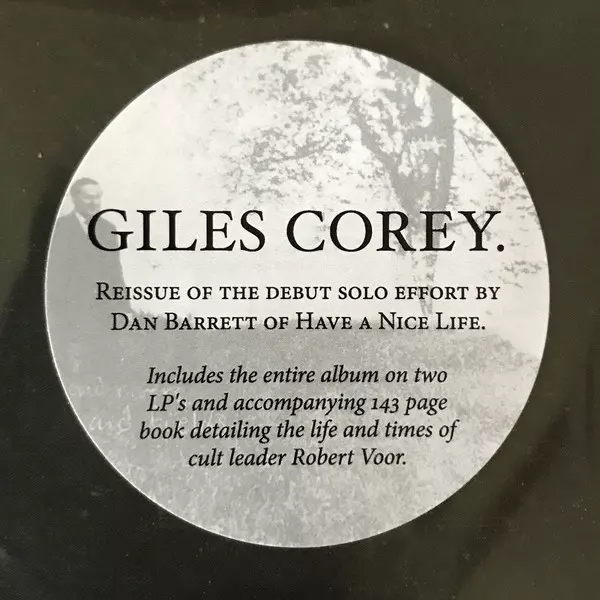 GILES COREY.
REISSUE OF THE DEBUT SOLO EFFORT BY
DAN BARRETT OF HAVE A NICE LIFE.
Includes the entire album on two
LP's and accompanying 143 page
book detailing the life and times of
cult leader Robert Voor.